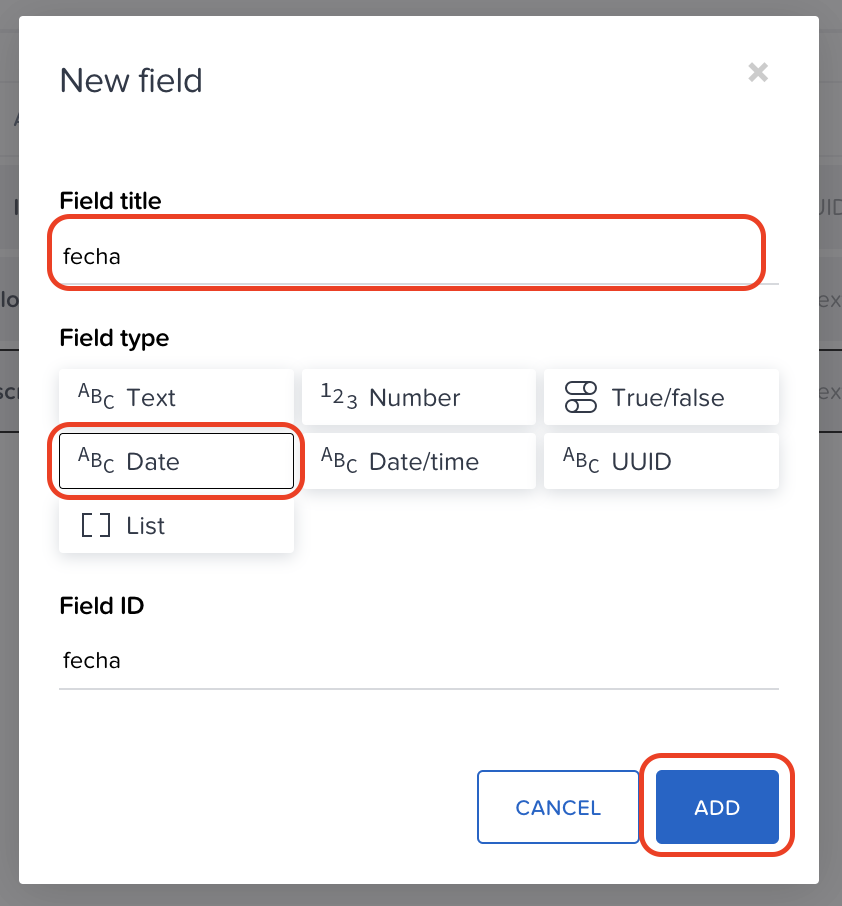 New field
×
Field title
fecha
Field type
ABC Text
123 Number
True/false
ABC Date
ABC Date/time
ABC UUID
[ ] List
Field ID
fecha
CANCEL
ADD